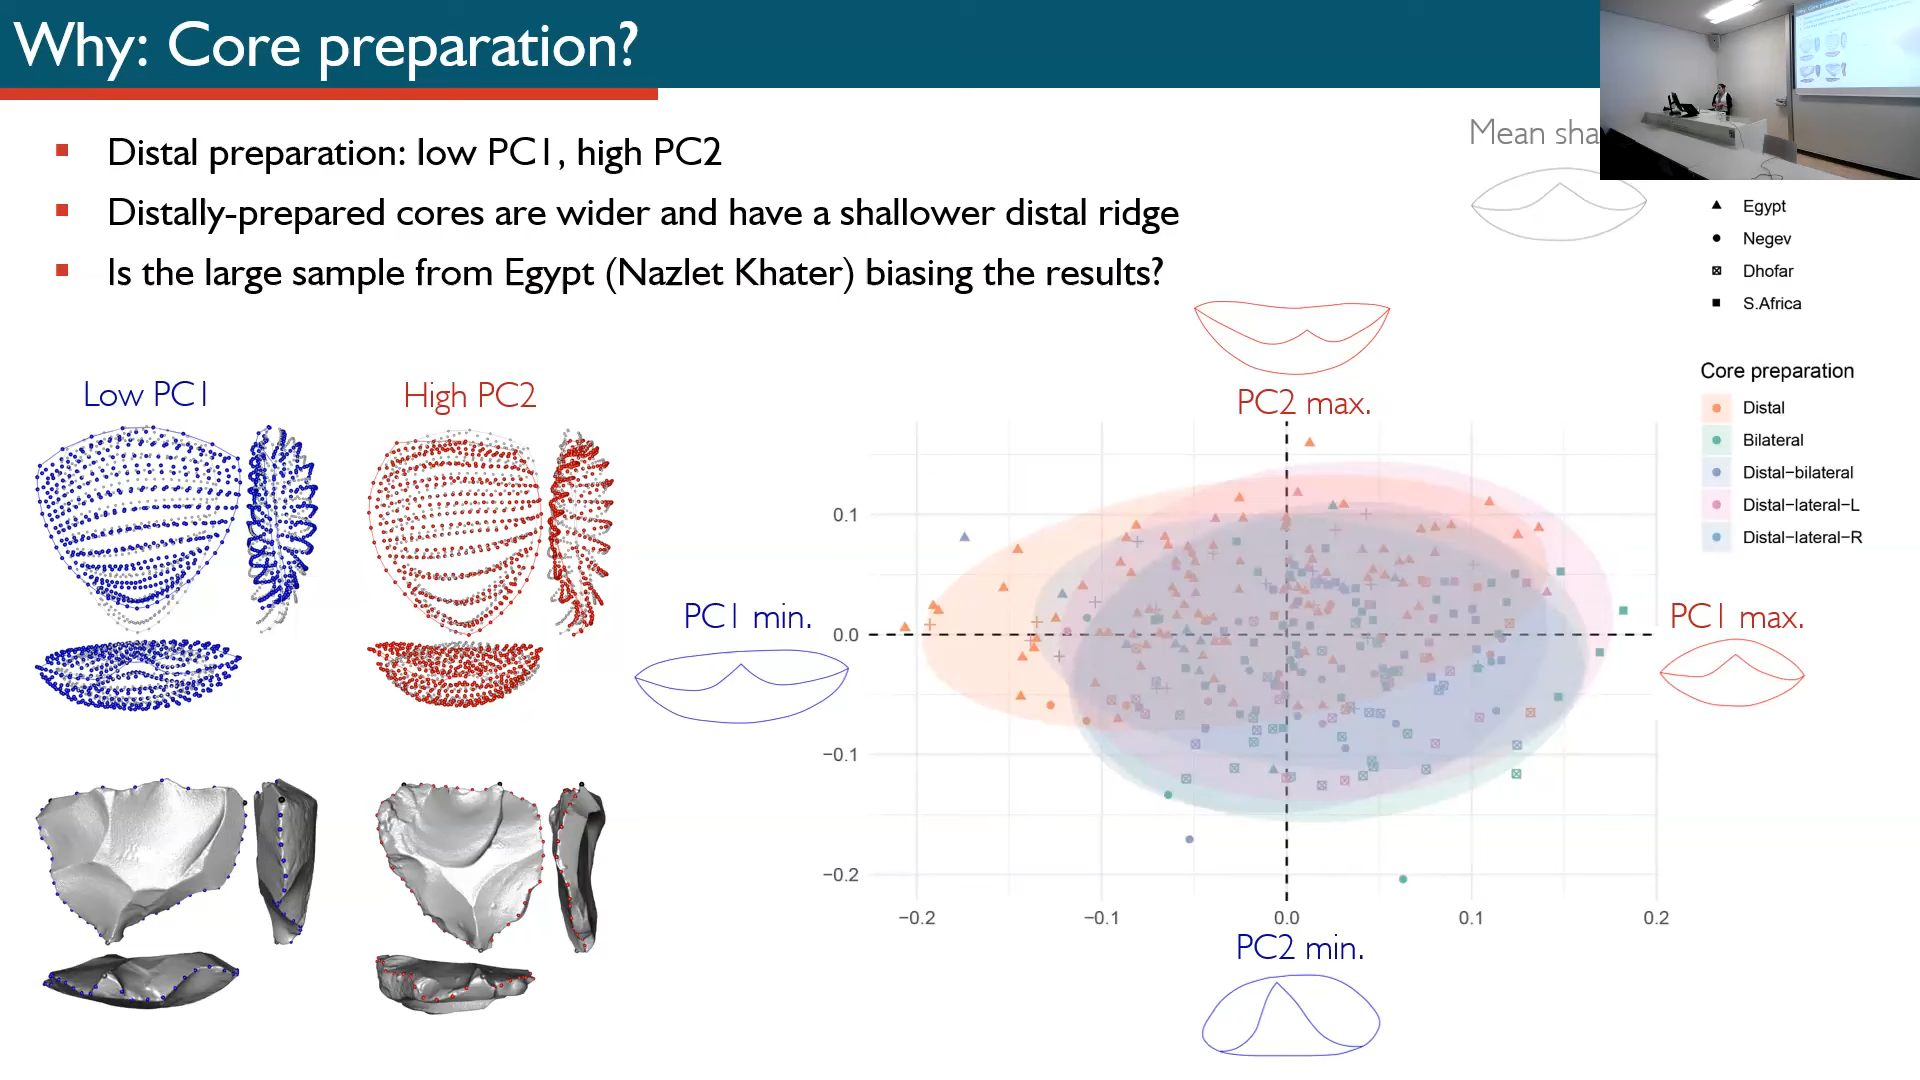 Why: Core preparation?
Distal preparation: low PC1, high PC2
Distally-prepared cores are wider and have a shallower distal ridge
Is the large sample from Egypt (Nazlet Khater) biasing the results?
Mean sha
Egypt
Negev
Dhofar
S.Africa
Core preparation
Distal
Bilateral
Distal-bilateral
Distal-lateral-L
Distal-lateral-R
Low PC1
High PC2
PC2 max.
PC1 min.
PC1 max.
0.1
0.0
−0.1
−0.2
−0.2
−0.1
0.0
0.1
0.2
PC2 min.